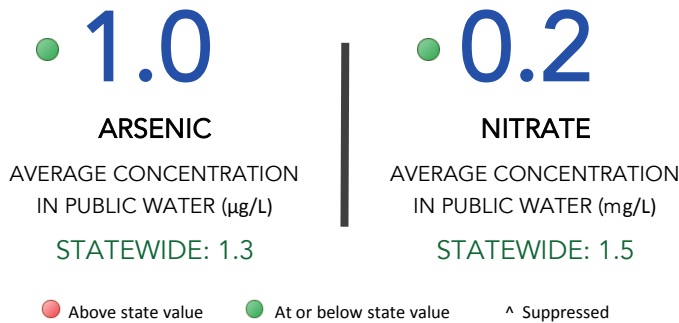 1.0
ARSENIC
AVERAGE CONCENTRATION
IN PUBLIC WATER (µg/L)
STATEWIDE: 1.3
0.2
NITRATE
AVERAGE CONCENTRATION
IN PUBLIC WATER (mg/L)
STATEWIDE: 1.5
Above state value
At or below state value
^ Suppressed